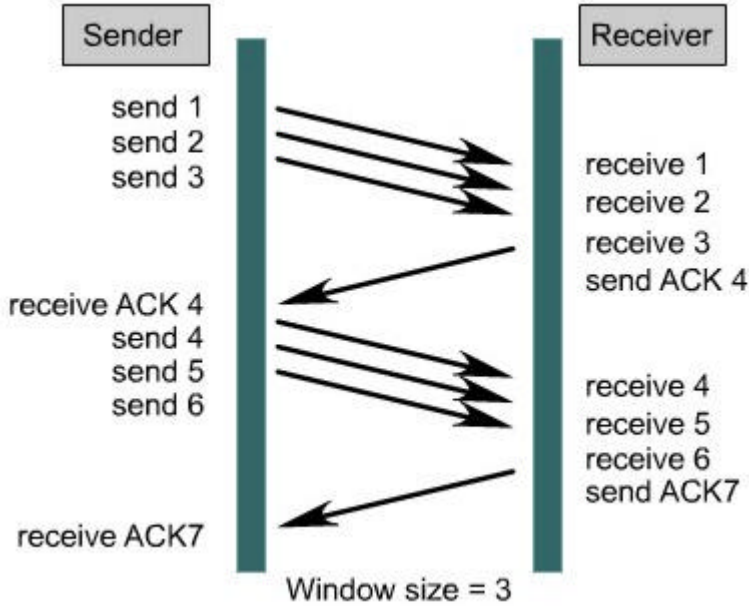 Sender
Receiver
send 1
send 2
send 3
receive 1
receive 2
receive 3
send ACK 4
receive ACK 4
send 4
send 5
send 6
receive 4
receive 5
receive 6
send ACK7
receive ACK7
Window size = 3